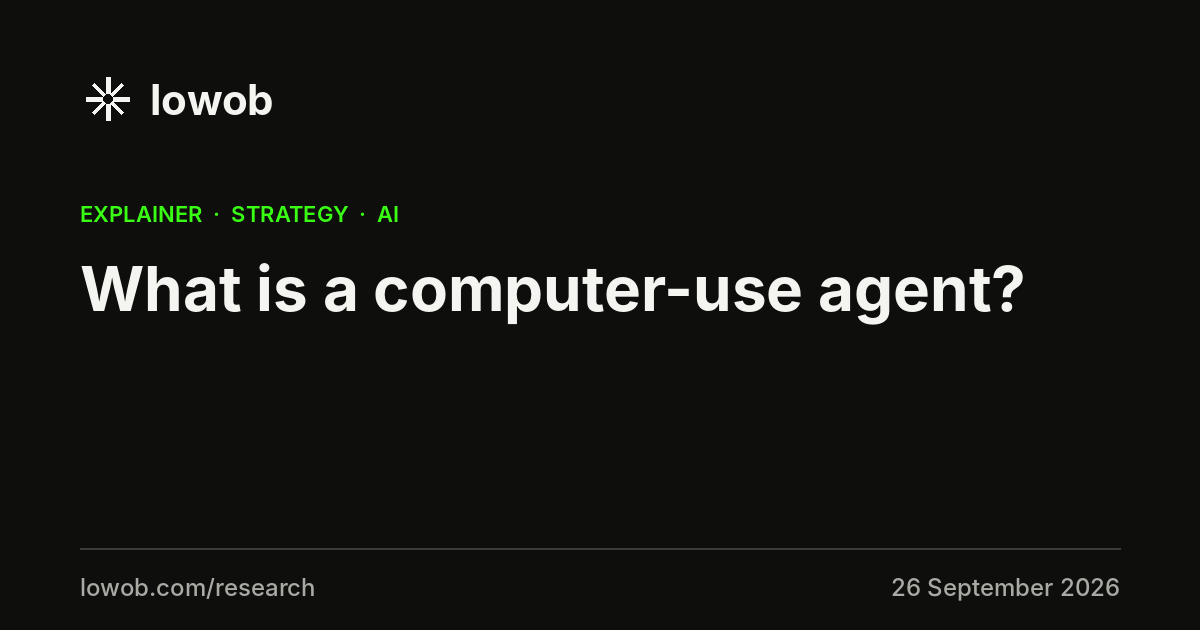 lowob
EXPLAINER · STRATEGY · AI
What is a computer-use agent?
lowob.com/research
26 September 2026